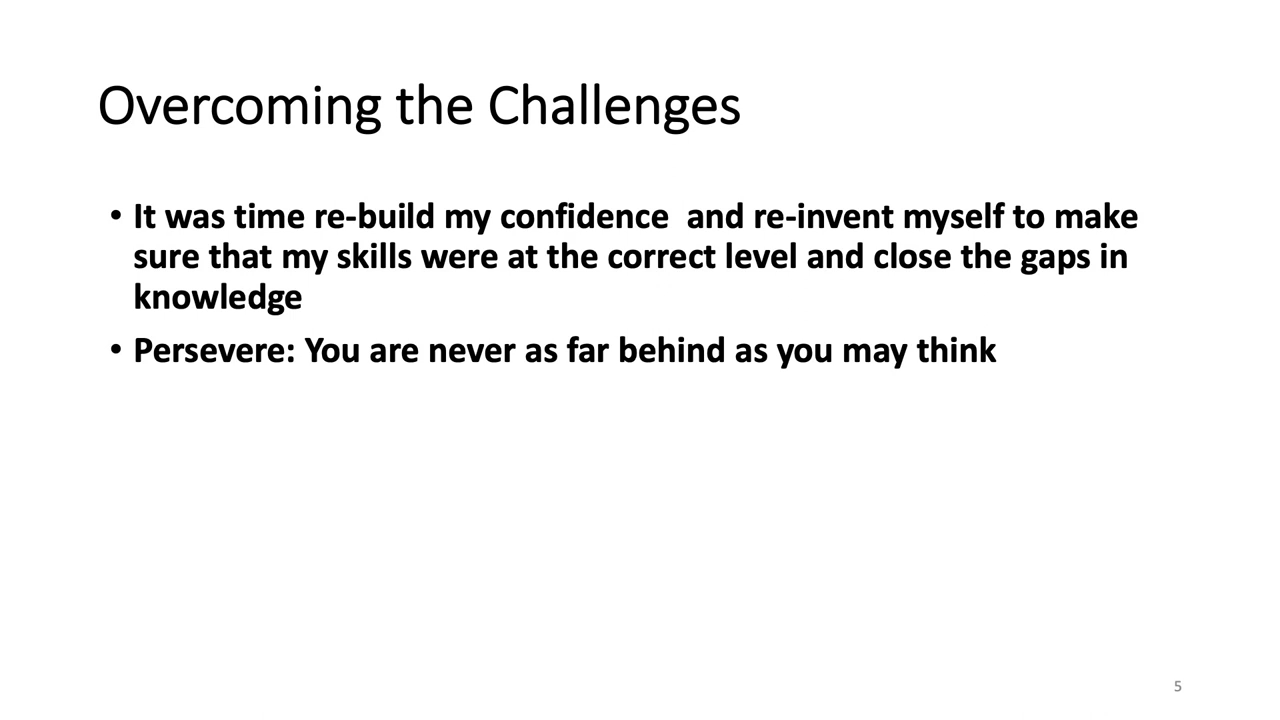 Overcoming the Challenges
• It was time re-build my confidence  and re-invent myself to make
sure that my skills were at the correct level and close the gaps in
knowledge
• Persevere: You are never as far behind as you may think
5